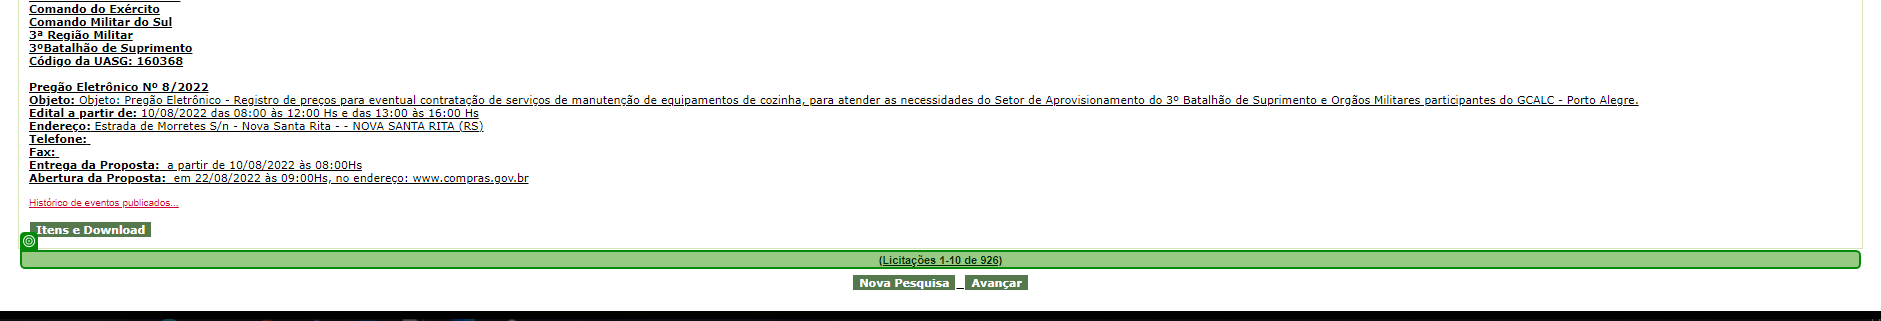 Comando do Exército
Comando Militar do Sul
3ª Região Militar
3ºBatalhão de Suprimento
Código da UASG: 160368
Pregão Eletrônico Nº 8/2022
Objeto: Objeto: Pregão Eletrônico - Registro de preços para eventual contratação de serviços de manutenção de equipamentos de cozinha, para atender as necessidades do Setor de Aprovisionamento do 3º Batalhão de Suprimento e Orgãos Militares participantes do GCALC - Porto Alegre.
Edital a partir de: 10/08/2022 das 08:00 às 12:00 Hs e das 13:00 às 16:00 Hs
Endereço: Estrada de Morretes S/n - Nova Santa Rita - - NOVA SANTA RITA (RS)
Telefone:
Fax:
Entrega da Proposta: a partir de 10/08/2022 às 08:00Hs
Abertura da Proposta: em 22/08/2022 às 09:00Hs, no endereço: www.compras.gov.br
Histórico de eventos publicados...
Itens e Download
(Licitações 1-10 de 926)
Nova Pesquisa Avançar